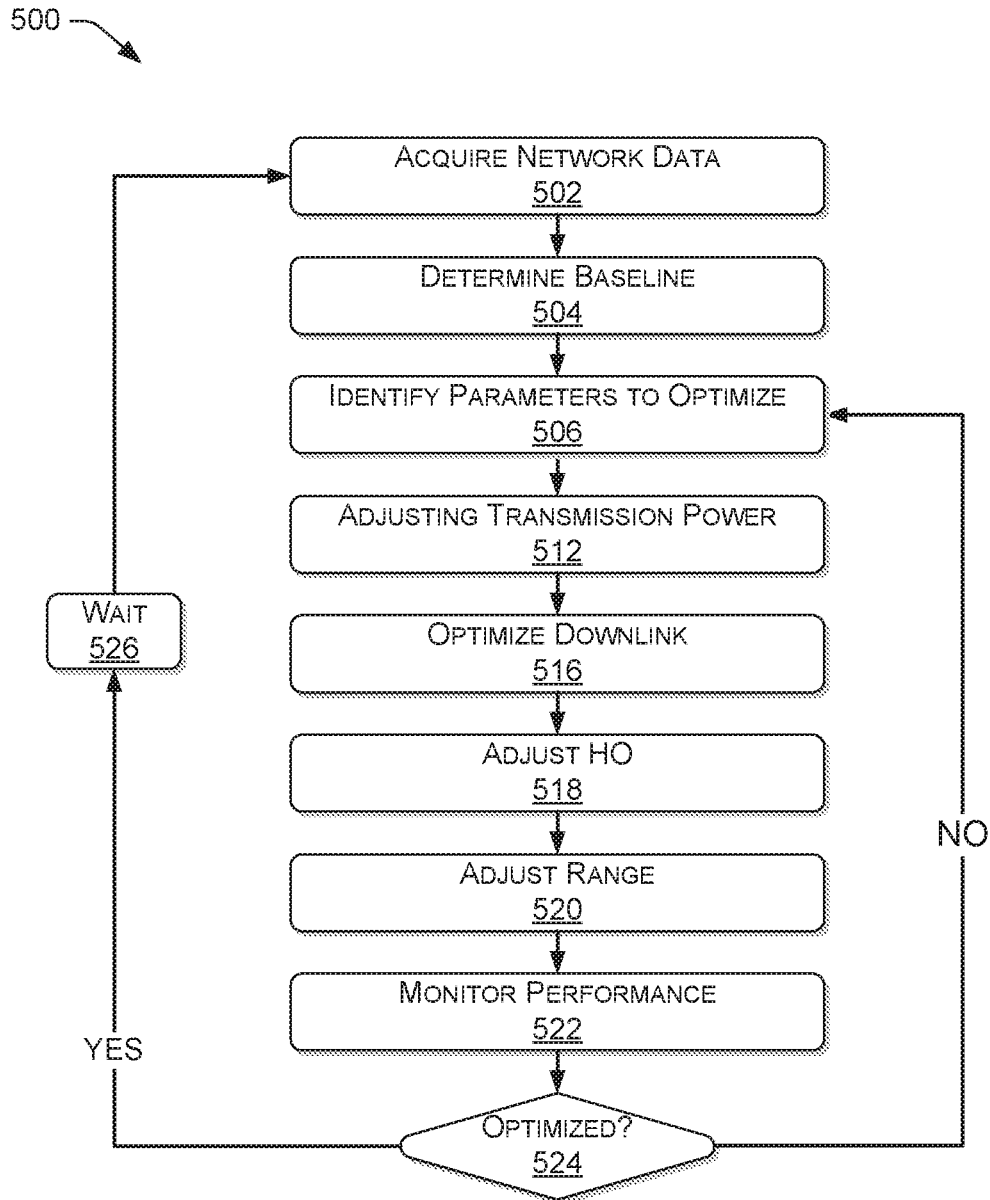 500
ACQUIRE NETWORK DATA
502
DETERMINE BASELINE
504
IDENTIFY PARAMETERS TO OPTIMIZE
506
ADJUSTING TRANSMISSION POWER
512
OPTIMIZE DOWNLINK
516
ADJUST HO
518
ADJUST RANGE
520
MONITOR PERFORMANCE
522
OPTIMIZED?
524
YES
NO
WAIT
526